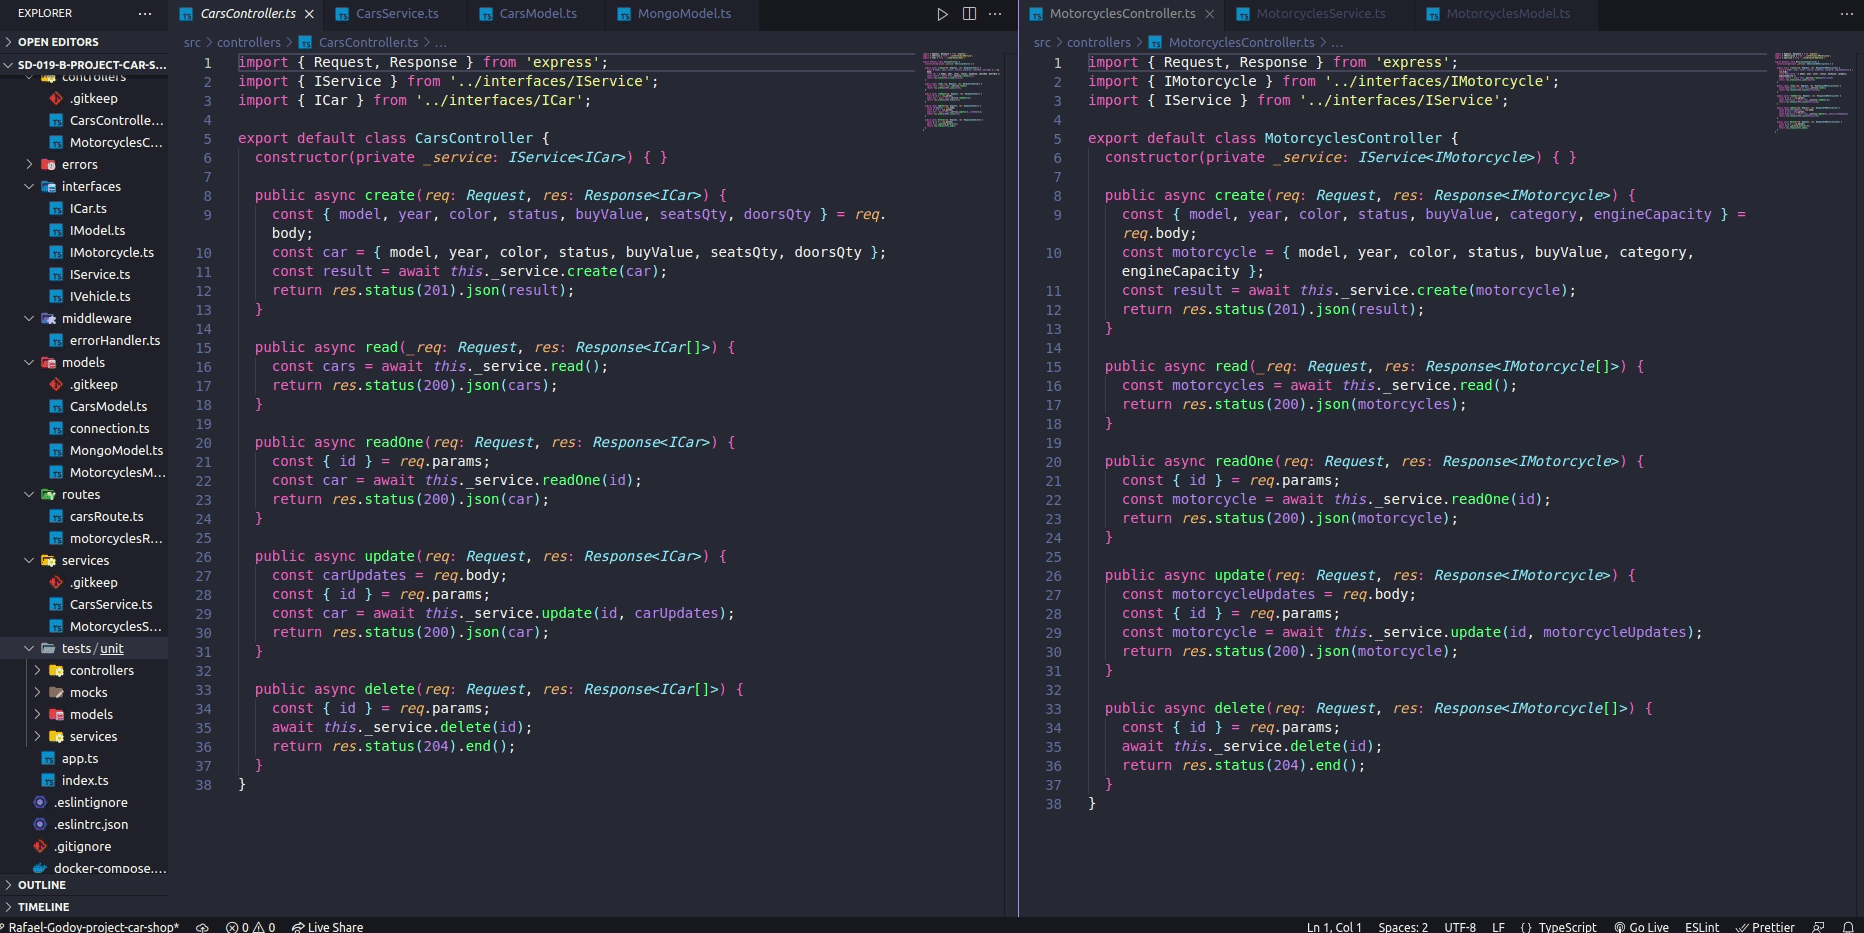 EXPLORER
OPEN EDITORS
SD-019-B-PROJECT-CAR-S...
controllers
.gitkeep
CarsControlle...
MotorcyclesC...
errors
interfaces
ICar.ts
IModel.ts
IMotorcycle.ts
IService.ts
IVehicle.ts
middleware
errorHandler.ts
models
.gitkeep
CarsModel.ts
connection.ts
MongoModel.ts
MotorcyclesM...
routes
carsRoute.ts
motorcyclesR...
services
.gitkeep
CarsService.ts
MotorcyclesS...
tests/unit
controllers
mocks
models
services
app.ts
index.ts
.eslintignore
.eslintrc.json
.gitignore
docker-compose....
OUTLINE
TIMELINE
CarsController.ts CarsService.ts CarsModel.ts MongoModel.ts
src > controllers > CarsController.ts > ...
1 import { Request, Response } from 'express';
2 import { IService } from '../interfaces/IService';
3 import { ICar } from '../interfaces/ICar';
4
5 export default class CarsController {
6 constructor(private _service: IService<ICar>) { }
7
8 public async create(req: Request, res: Response<ICar>) {
9 const { model, year, color, status, buyValue, seatsQty, doorsQty } = req.
body;
10 const car = { model, year, color, status, buyValue, seatsQty, doorsQty };
11 const result = await this._service.create(car);
12 return res.status(201).json(result);
13 }
14
15 public async read(_req: Request, res: Response<ICar[]>) {
16 const cars = await this._service.read();
17 return res.status(200).json(cars);
18 }
19
20 public async readOne(req: Request, res: Response<ICar>) {
21 const { id } = req.params;
22 const car = await this._service.readOne(id);
23 return res.status(200).json(car);
24 }
25
26 public async update(req: Request, res: Response<ICar>) {
27 const carUpdates = req.body;
28 const { id } = req.params;
29 const car = await this._service.update(id, carUpdates);
30 return res.status(200).json(car);
31 }
32
33 public async delete(req: Request, res: Response<ICar[]>) {
34 const { id } = req.params;
35 await this._service.delete(id);
36 return res.status(204).end();
37 }
38 }
MotorcyclesController.ts MotorcyclesService.ts MotorcyclesModel.ts
src > controllers > MotorcyclesController.ts > ...
1 import { Request, Response } from 'express';
2 import { IMotorcycle } from '../interfaces/IMotorcycle';
3 import { IService } from '../interfaces/IService';
4
5 export default class MotorcyclesController {
6 constructor(private _service: IService<IMotorcycle>) { }
7
8 public async create(req: Request, res: Response<IMotorcycle>) {
9 const { model, year, color, status, buyValue, category, engineCapacity } =
req.body;
10 const motorcycle = { model, year, color, status, buyValue, category,
engineCapacity };
11 const result = await this._service.create(motorcycle);
12 return res.status(201).json(result);
13 }
14
15 public async read(_req: Request, res: Response<IMotorcycle[]>) {
16 const motorcycles = await this._service.read();
17 return res.status(200).json(motorcycles);
18 }
19
20 public async readOne(req: Request, res: Response<IMotorcycle>) {
21 const { id } = req.params;
22 const motorcycle = await this._service.readOne(id);
23 return res.status(200).json(motorcycle);
24 }
25
26 public async update(req: Request, res: Response<IMotorcycle>) {
27 const motorcycleUpdates = req.body;
28 const { id } = req.params;
29 const motorcycle = await this._service.update(id, motorcycleUpdates);
30 return res.status(200).json(motorcycle);
31 }
32
33 public async delete(req: Request, res: Response<IMotorcycle[]>) {
34 const { id } = req.params;
35 await this._service.delete(id);
36 return res.status(204).end();
37 }
38 }
Rafael-Godoy-project-car-shop* 0 0 Live Share Ln 1, Col 1 Spaces: 2 UTF-8 LF {} TypeScript Go Live ESLint Prettier